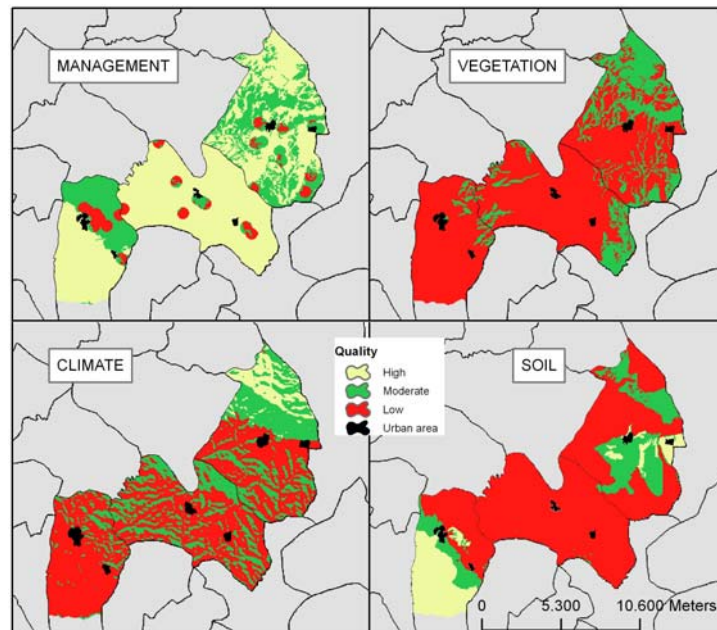 MANAGEMENT
VEGETATION
CLIMATE
Quality
High
Moderate
Low
Urban area
SOIL
0 5.300 10.600 Meters